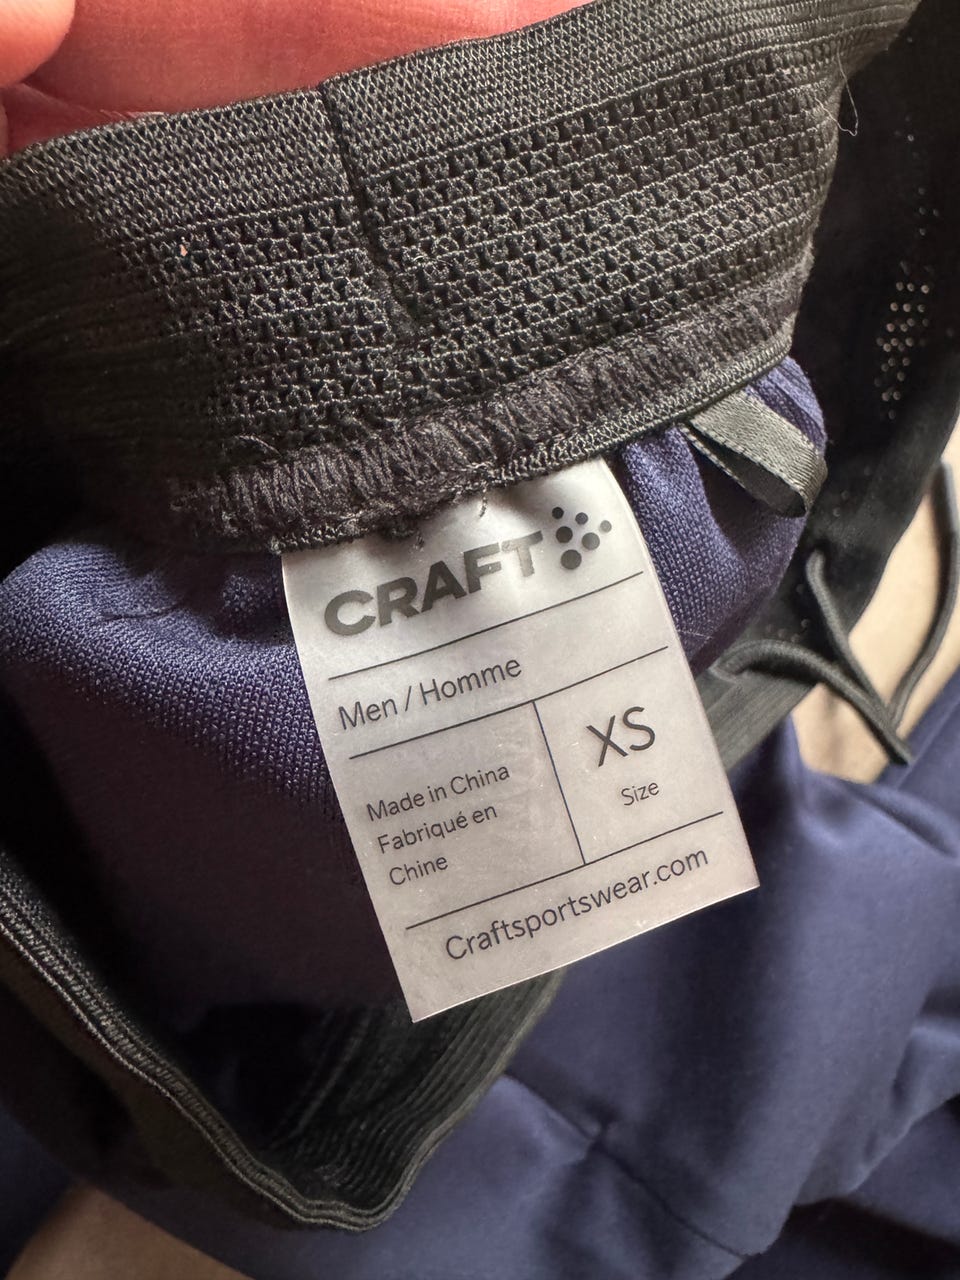 CRAFT
Men / Homme
Made in China
Fabriqué en
Chine
XS
Size
Craftsportswear.com